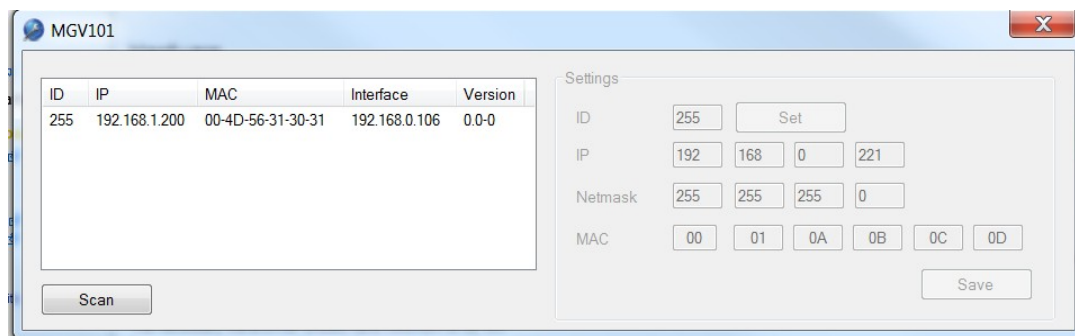 MGV101
X
ID IP MAC Interface Version
255 192.168.1.200 00-4D-56-31-30-31 192.168.0.106 0.0-0
Scan
Settings
ID 255 Set
IP 192 168 0 221
Netmask 255 255 255 0
MAC 00 01 0A 0B 0C 0D
Save